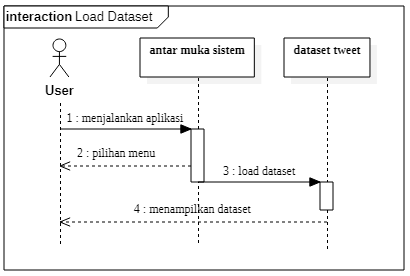 interaction Load Dataset
antar muka sistem
dataset tweet
User
1 : menjalankan aplikasi
2 : pilihan menu
3 : load dataset
4 : menampilkan dataset